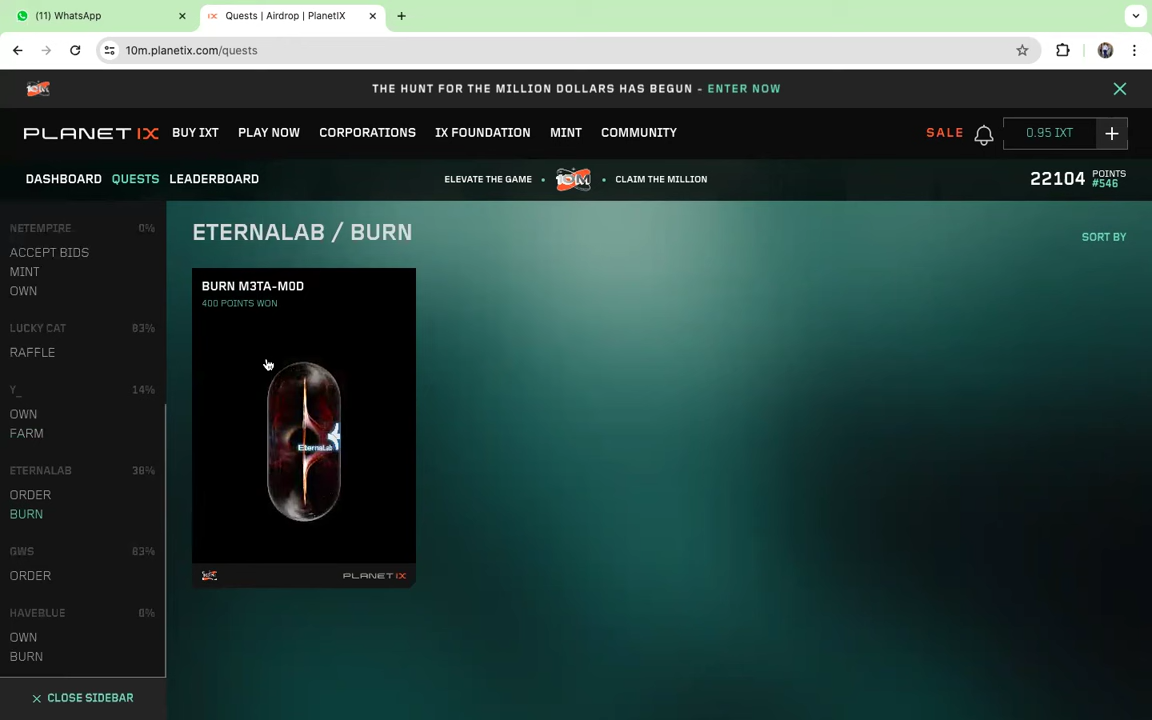 (11) WhatsApp
Quests | Airdrop | PlanetIX
10m.planetix.com/quests
THE HUNT FOR THE MILLION DOLLARS HAS BEGUN - ENTER NOW
PLANET IX
BUY IXT
PLAY NOW
CORPORATIONS
IX FOUNDATION
MINT
COMMUNITY
SALE
0.95 IXT
DASHBOARD
QUESTS
LEADERBOARD
ELEVATE THE GAME
10M
CLAIM THE MILLION
22104
POINTS
#546
NETEMPIRE 0%
ACCEPT BIDS
MINT
OWN
LUCKY CAT 03%
RAFFLE
Y_ 14%
OWN
FARM
ETERNALAB 30%
ORDER
BURN
GWS 03%
ORDER
HAVEBLUE 0%
OWN
BURN
CLOSE SIDEBAR
ETERNALAB / BURN
SORT BY
BURN M3TA-M0D
400 POINTS WON
EternaLab
PLANET IX